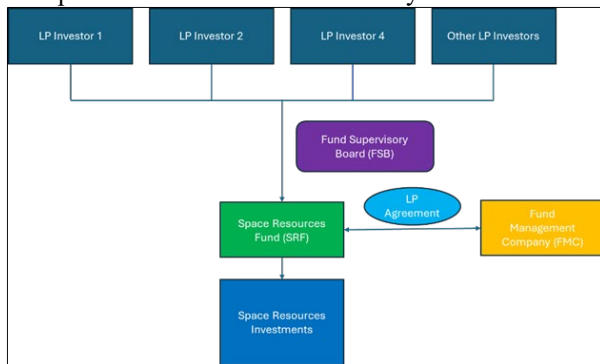 LP Investor 1
LP Investor 2
LP Investor 4
Other LP Investors
Fund Supervisory
Board (FSB)
LP
Agreement
Space Resources
Fund (SRF)
Fund
Management
Company (FMC)
Space Resources
Investments